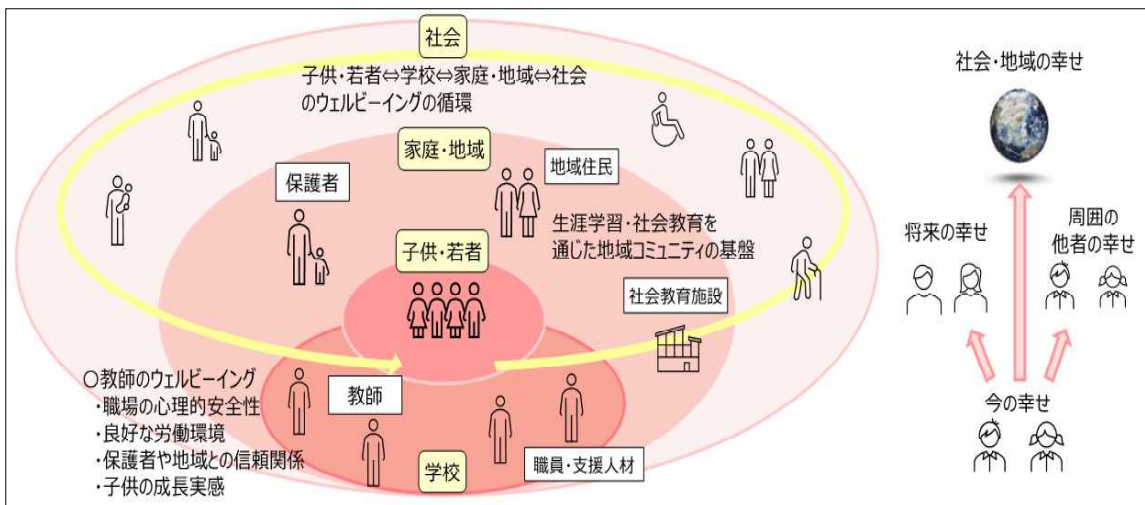 社会
子供・若者⇔学校⇔家庭・地域⇔社会
のウェルビーイングの循環
家庭・地域
保護者
地域住民
生涯学習・社会教育を
通じた地域コミュニティの基盤
子供・若者
社会教育施設
〇教師のウェルビーイング
・職場の心理的安全性
・良好な労働環境
・保護者や地域との信頼関係
・子供の成長実感
教師
学校
職員・支援人材
社会・地域の幸せ
将来の幸せ
周囲の
他者の幸せ
今の幸せ